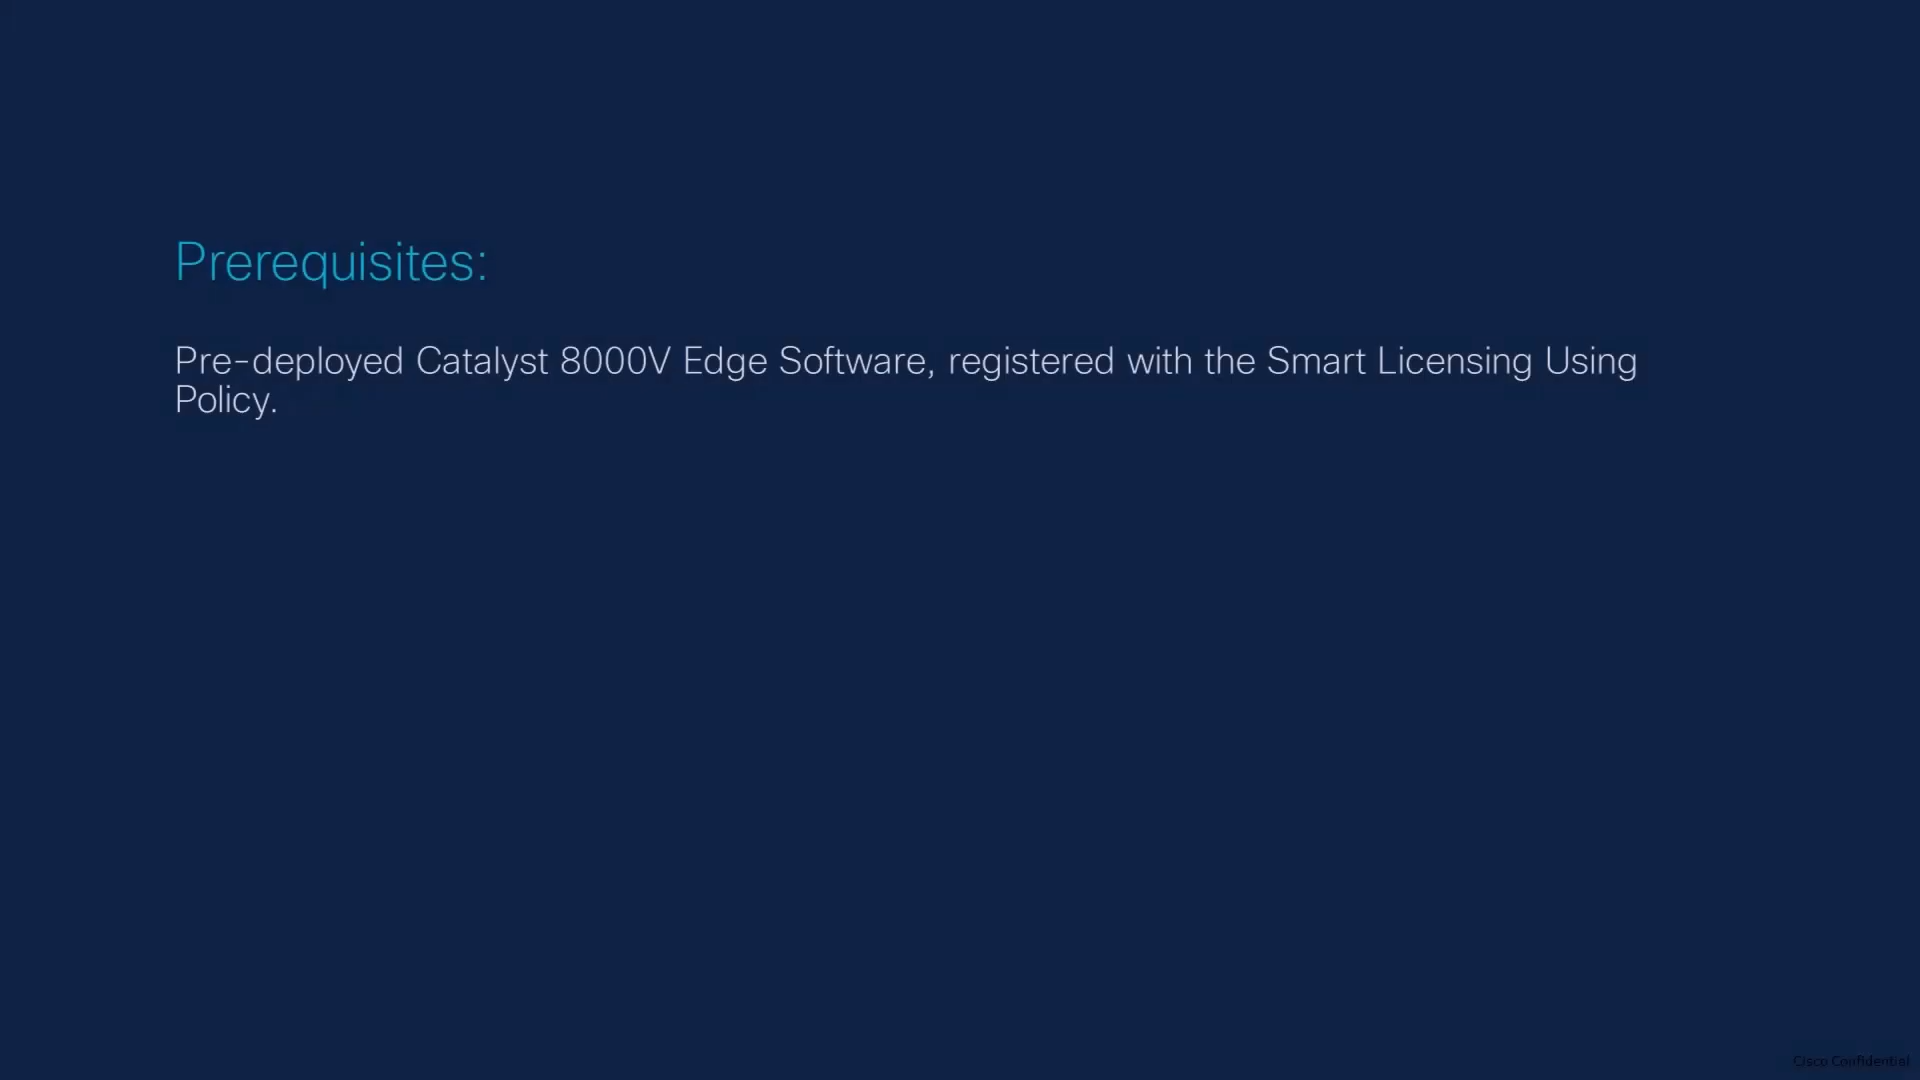 Prerequisites:
Pre-deployed Catalyst 8000V Edge Software, registered with the Smart Licensing Using
Policy.
Cisco Confidential